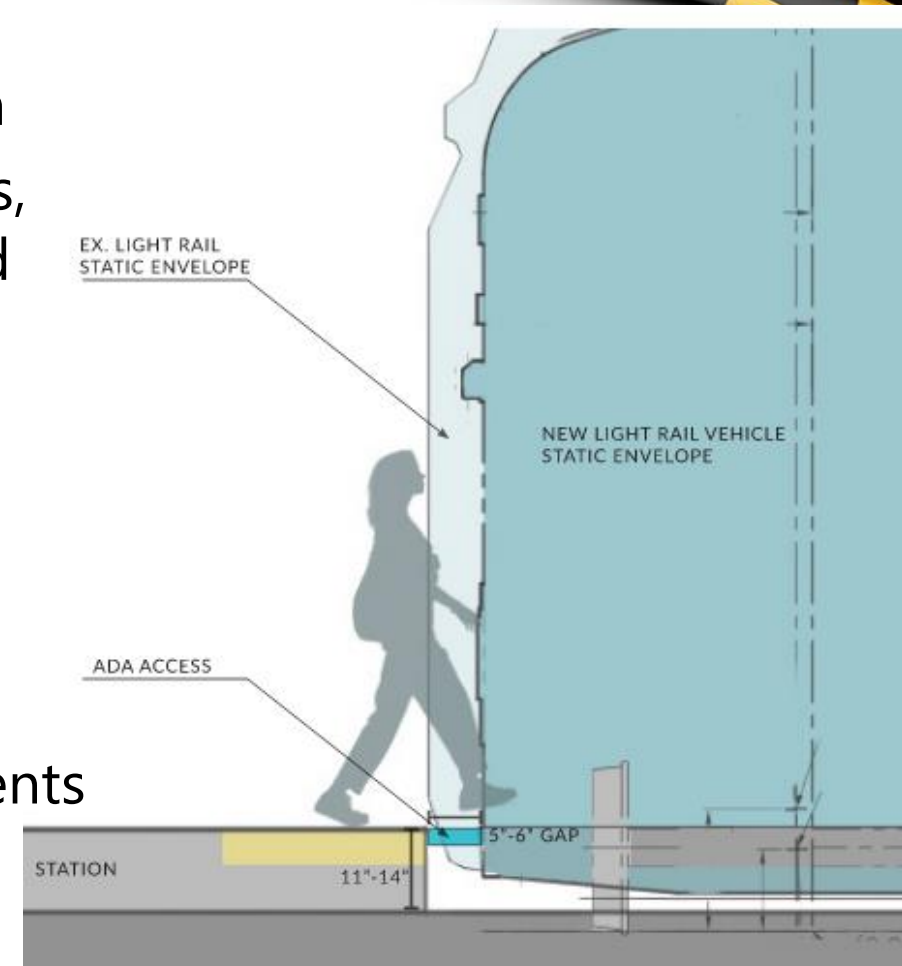 EX. LIGHT RAIL
STATIC ENVELOPE
NEW LIGHT RAIL VEHICLE
STATIC ENVELOPE
ADA ACCESS
ents
5"-6" GAP
STATION
11"-14"